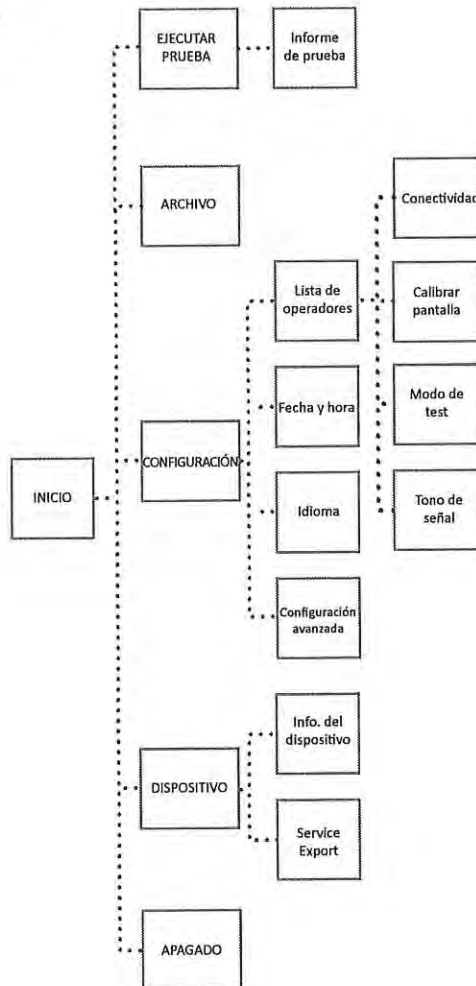 EJECUTAR
PRUEBA
Informe
de prueba
ARCHIVO
Conectividad
Lista de
operadores
Calibrar
pantalla
Fecha y hora
Modo de
test
CONFIGURACIÓN
INICIO
Idioma
Tono de
señal
Configuración
avanzada
Info. del
dispositivo
DISPOSITIVO
Service
Export
APAGADO